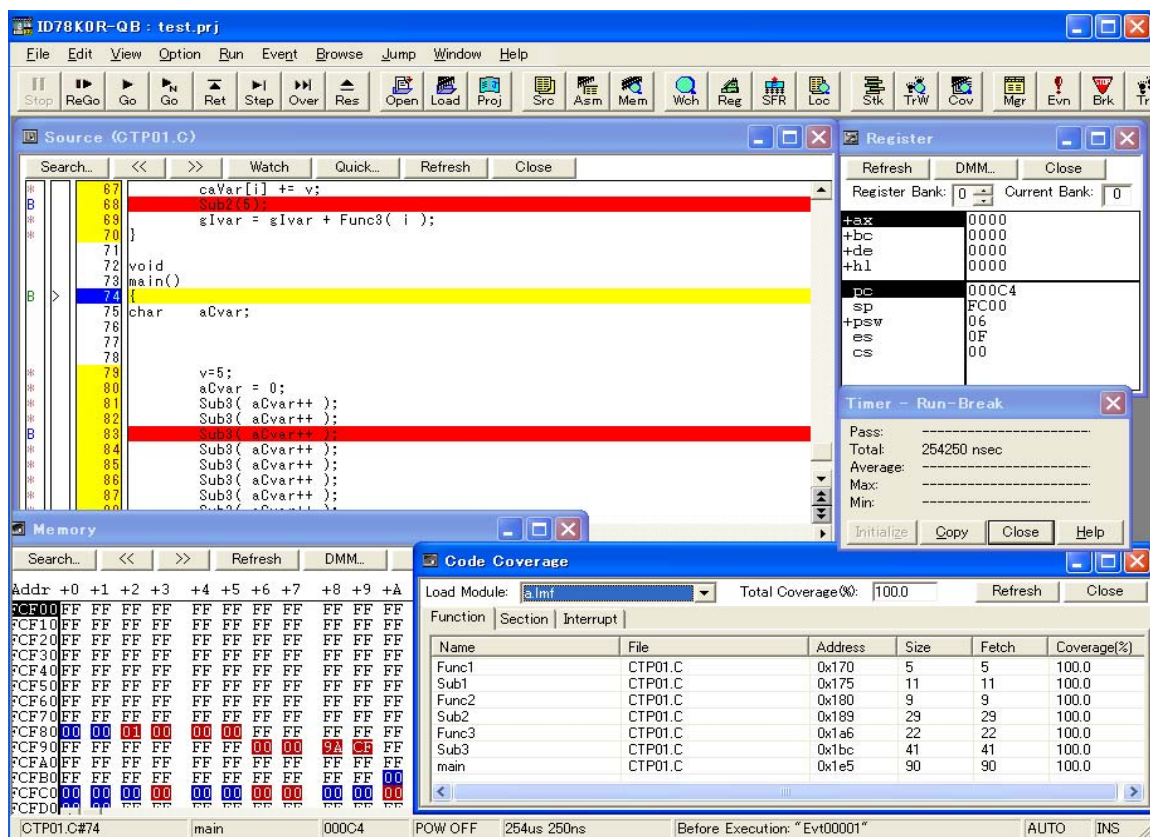 ID78K0R-QB : test.prj
File Edit View Option Run Event Browse Jump Window Help
Stop ReGo Go Go Ret Step Over Res Open Load Proj Src Asm Mem Wch Reg SFR Loc Stk TrW Cov Mgr Evn Brk
Source (CTP01.C)
Search... << >> Watch Quick... Refresh Close
* 67 caVar[i] += v;
B 68 Sub2(5);
* 69 gIvar = gIvar + Func3( i );
* 70 }
71
72 void
73 main()
B > 74 {
75 char aCvar;
76
77
78
* 79 v=5;
* 80 aCvar = 0;
* 81 Sub3( aCvar++ );
* 82 Sub3( aCvar++ );
B 83 Sub3( aCvar++ );
* 84 Sub3( aCvar++ );
* 85 Sub3( aCvar++ );
* 86 Sub3( aCvar++ );
* 87 Sub3( aCvar++ );
Register
Refresh DMM... Close
Register Bank: 0 Current Bank: 0
+ax 0000
+bc 0000
+de 0000
+hl 0000
pc 000C4
sp FC00
+psw 06
es 0F
cs 00
Timer - Run-Break
Pass: ------------------------
Total: 254250 nsec
Average: ------------------------
Max: ------------------------
Min: ------------------------
Initialize Copy Close Help
Memory
Search... << >> Refresh DMM...
Addr +0 +1 +2 +3 +4 +5 +6 +7 +8 +9 +A
FCF00 FF FF FF FF FF FF FF FF FF FF FF
FCF10 FF FF FF FF FF FF FF FF FF FF FF
FCF20 FF FF FF FF FF FF FF FF FF FF FF
FCF30 FF FF FF FF FF FF FF FF FF FF FF
FCF40 FF FF FF FF FF FF FF FF FF FF FF
FCF50 FF FF FF FF FF FF FF FF FF FF FF
FCF60 FF FF FF FF FF FF FF FF FF FF FF
FCF70 FF FF FF FF FF FF FF FF FF FF FF
FCF80 00 00 01 00 00 00 FF FF FF FF FF
FCF90 FF FF FF FF FF FF 00 00 9A CF FF
FCFA0 FF FF FF FF FF FF FF FF FF FF FF
FCFB0 FF FF FF FF FF FF FF FF FF FF 00
FCFC0 00 00 00 00 00 00 00 00 00 00 00
FCFD0
Code Coverage
Load Module: a.lmf Total Coverage(%): 100.0 Refresh Close
Function Section Interrupt
Name File Address Size Fetch Coverage(%)
Func1 CTP01.C 0x170 5 5 100.0
Sub1 CTP01.C 0x175 11 11 100.0
Func2 CTP01.C 0x180 9 9 100.0
Sub2 CTP01.C 0x189 29 29 100.0
Func3 CTP01.C 0x1a6 22 22 100.0
Sub3 CTP01.C 0x1bc 41 41 100.0
main CTP01.C 0x1e5 90 90 100.0
CTP01.C#74 main 000C4 POW OFF 254us 250ns Before Execution: "Evt00001" AUTO INS